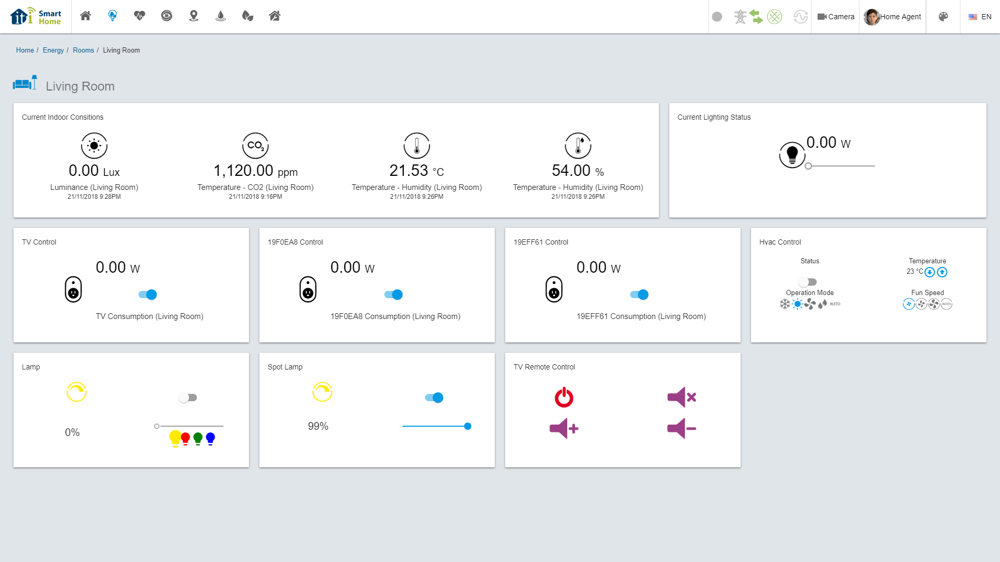 iti Smart
Home
Camera
Home Agent
EN
Home / Energy / Rooms / Living Room
Living Room
Current Indoor Consitions
0.00 Lux
Luminance (Living Room)
21/11/2018 9:28PM
CO2
1,120.00 ppm
Temperature - CO2 (Living Room)
21/11/2018 9:16PM
21.53 °C
Temperature - Humidity (Living Room)
21/11/2018 9:26PM
54.00 %
Temperature - Humidity (Living Room)
21/11/2018 9:26PM
Current Lighting Status
0.00 W
TV Control
0.00 W
TV Consumption (Living Room)
19F0EA8 Control
0.00 W
19F0EA8 Consumption (Living Room)
19EFF61 Control
0.00 W
19EFF61 Consumption (Living Room)
Hvac Control
Status
Temperature
23 °C
Operation Mode
AUTO
Fun Speed
AUTO
Lamp
0%
Spot Lamp
99%
TV Remote Control